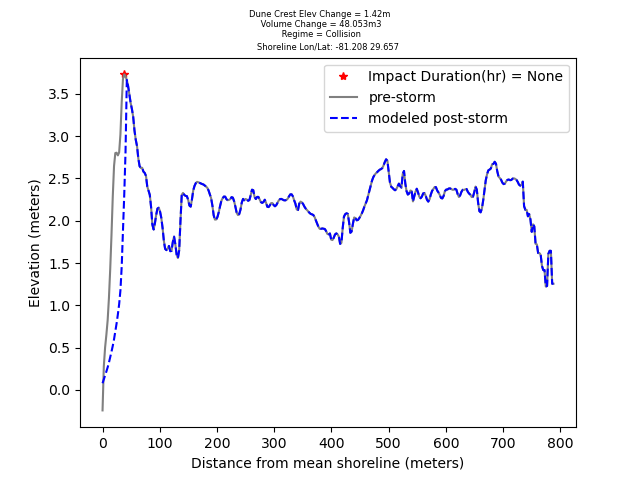 Dune Crest Elev Change = 1.42m
Volume Change = 48.053m3
Regime = Collision
Shoreline Lon/Lat: -81.208 29.657
Impact Duration(hr) = None
pre-storm
modeled post-storm
Elevation (meters)
3.5
3.0
2.5
2.0
1.5
1.0
0.5
0.0
0 100 200 300 400 500 600 700 800
Distance from mean shoreline (meters)